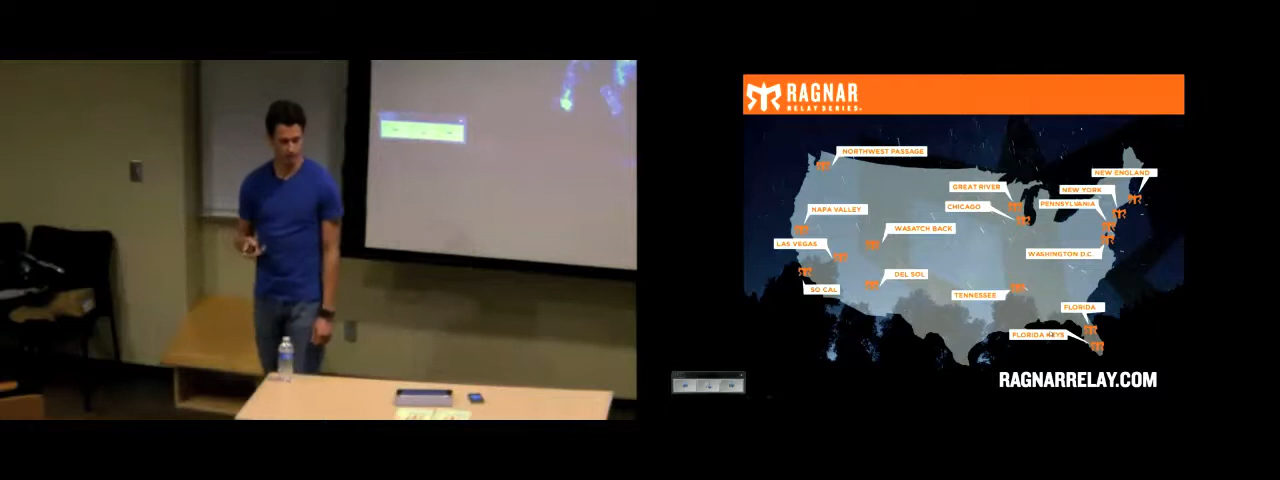 RAGNAR
RELAY SERIES
NORTHWEST PASSAGE
NEW ENGLAND
GREAT RIVER
NEW YORK
CHICAGO
PENNSYLVANIA
NAPA VALLEY
WASATCH BACK
LAS VEGAS
WASHINGTON D.C.
DEL SOL
SO CAL
TENNESSEE
FLORIDA
FLORIDA KEYS
RAGNARRELAY.COM